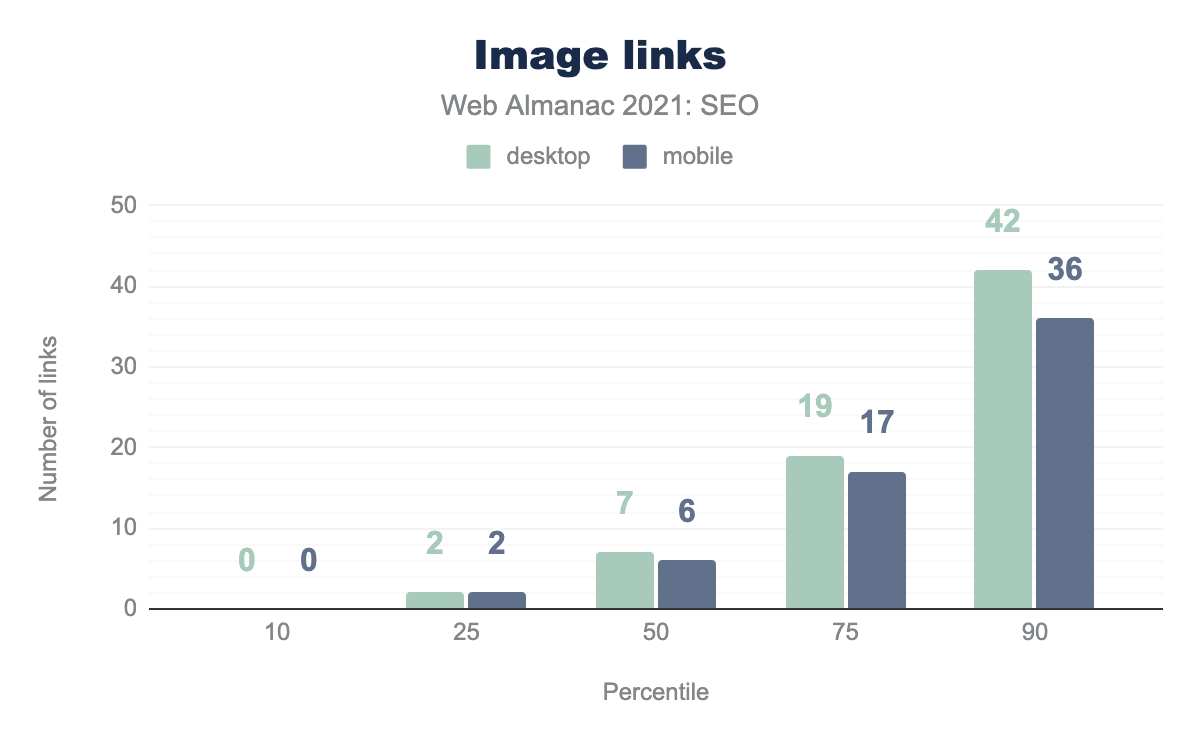 Image links
Web Almanac 2021: SEO
desktop mobile
Number of links
50
40
30
20
10
0
0 0
2 2
7 6
19 17
42 36
10 25 50 75 90
Percentile